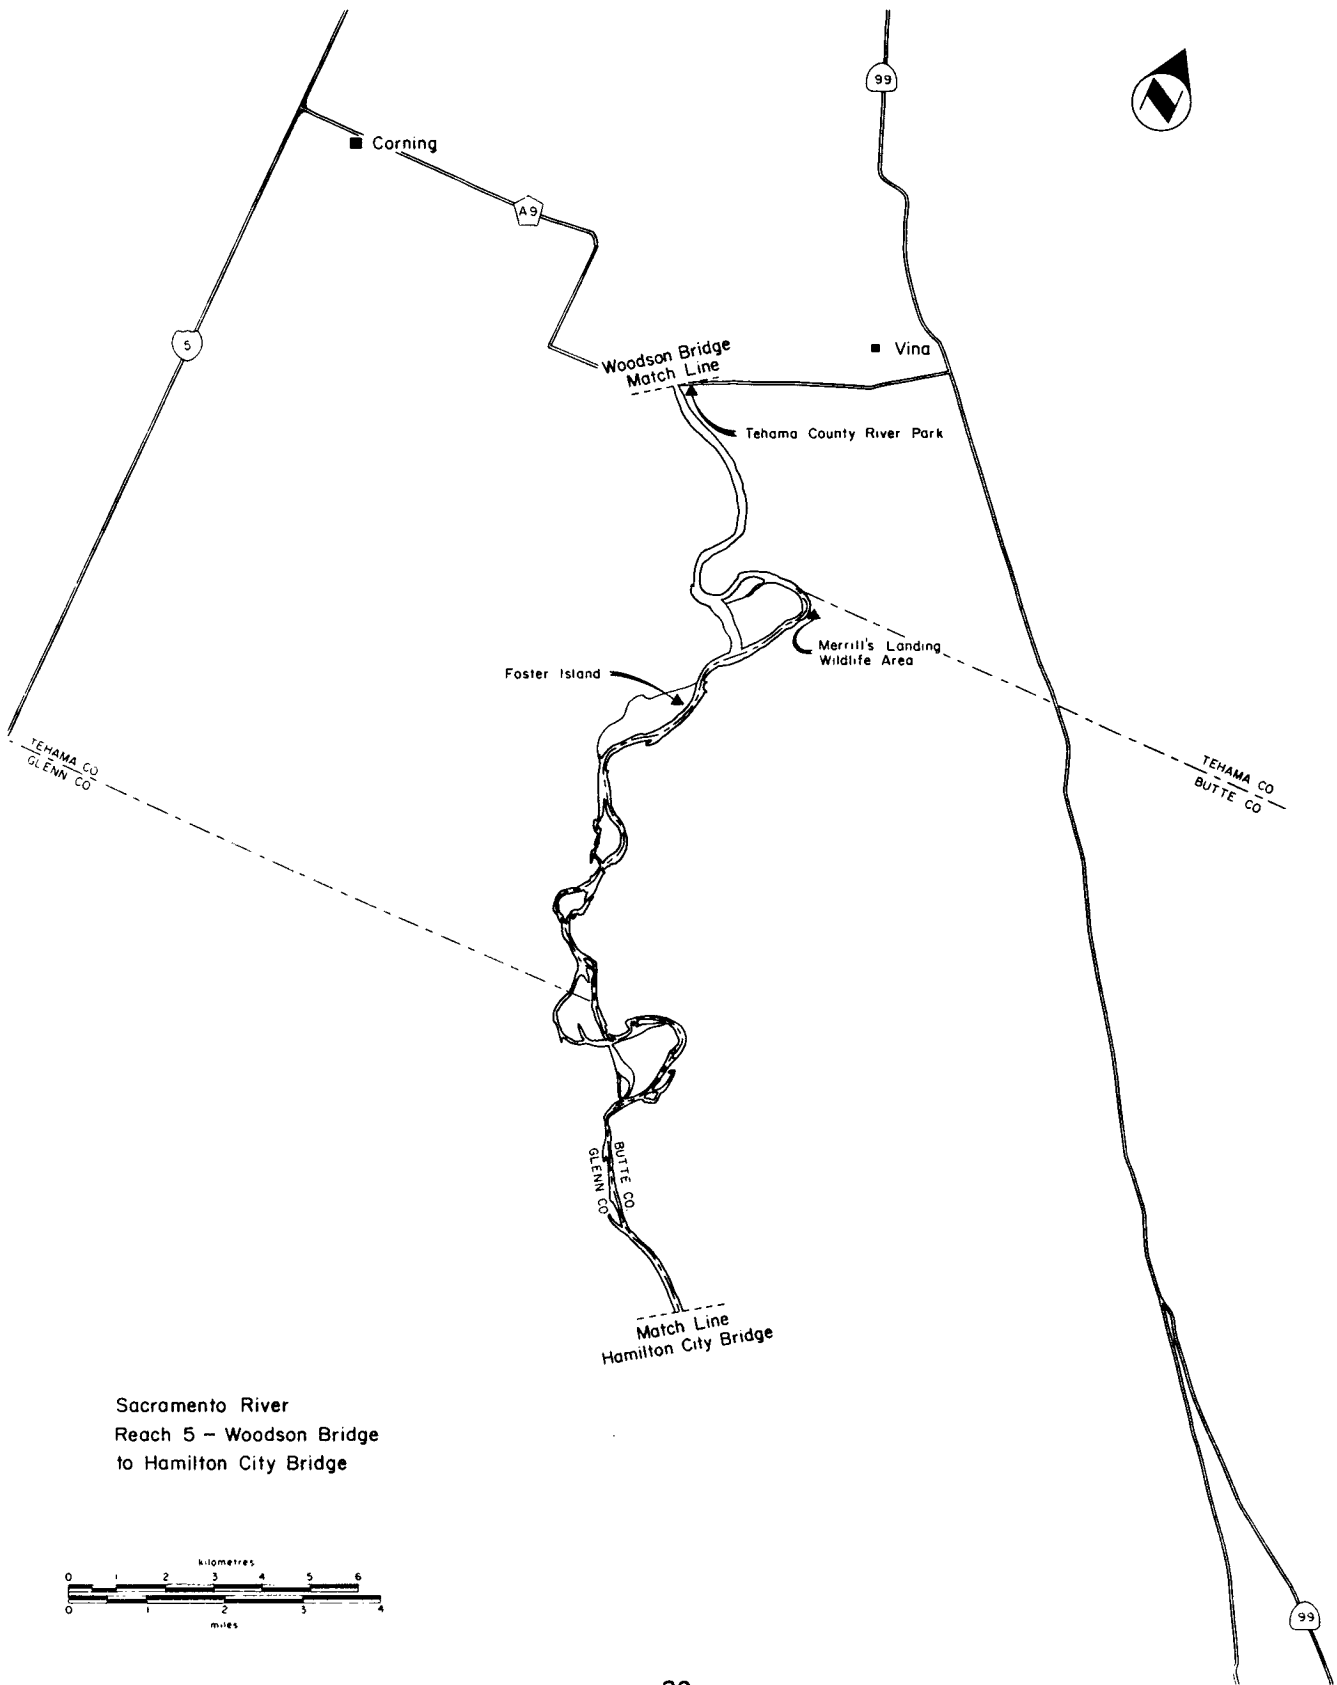 99
Corning
A9
5
Woodson Bridge
Match Line
Vina
Tehama County River Park
Merrill's Landing
Wildlife Area
Foster Island
TEHAMA CO
GLENN CO
TEHAMA CO
BUTTE CO
BUTTE CO.
GLENN CO
Match Line
Hamilton City Bridge
Sacramento River
Reach 5 – Woodson Bridge
to Hamilton City Bridge
kilometres
0 1 2 3 4 5 6
0 1 2 3 4
miles
99